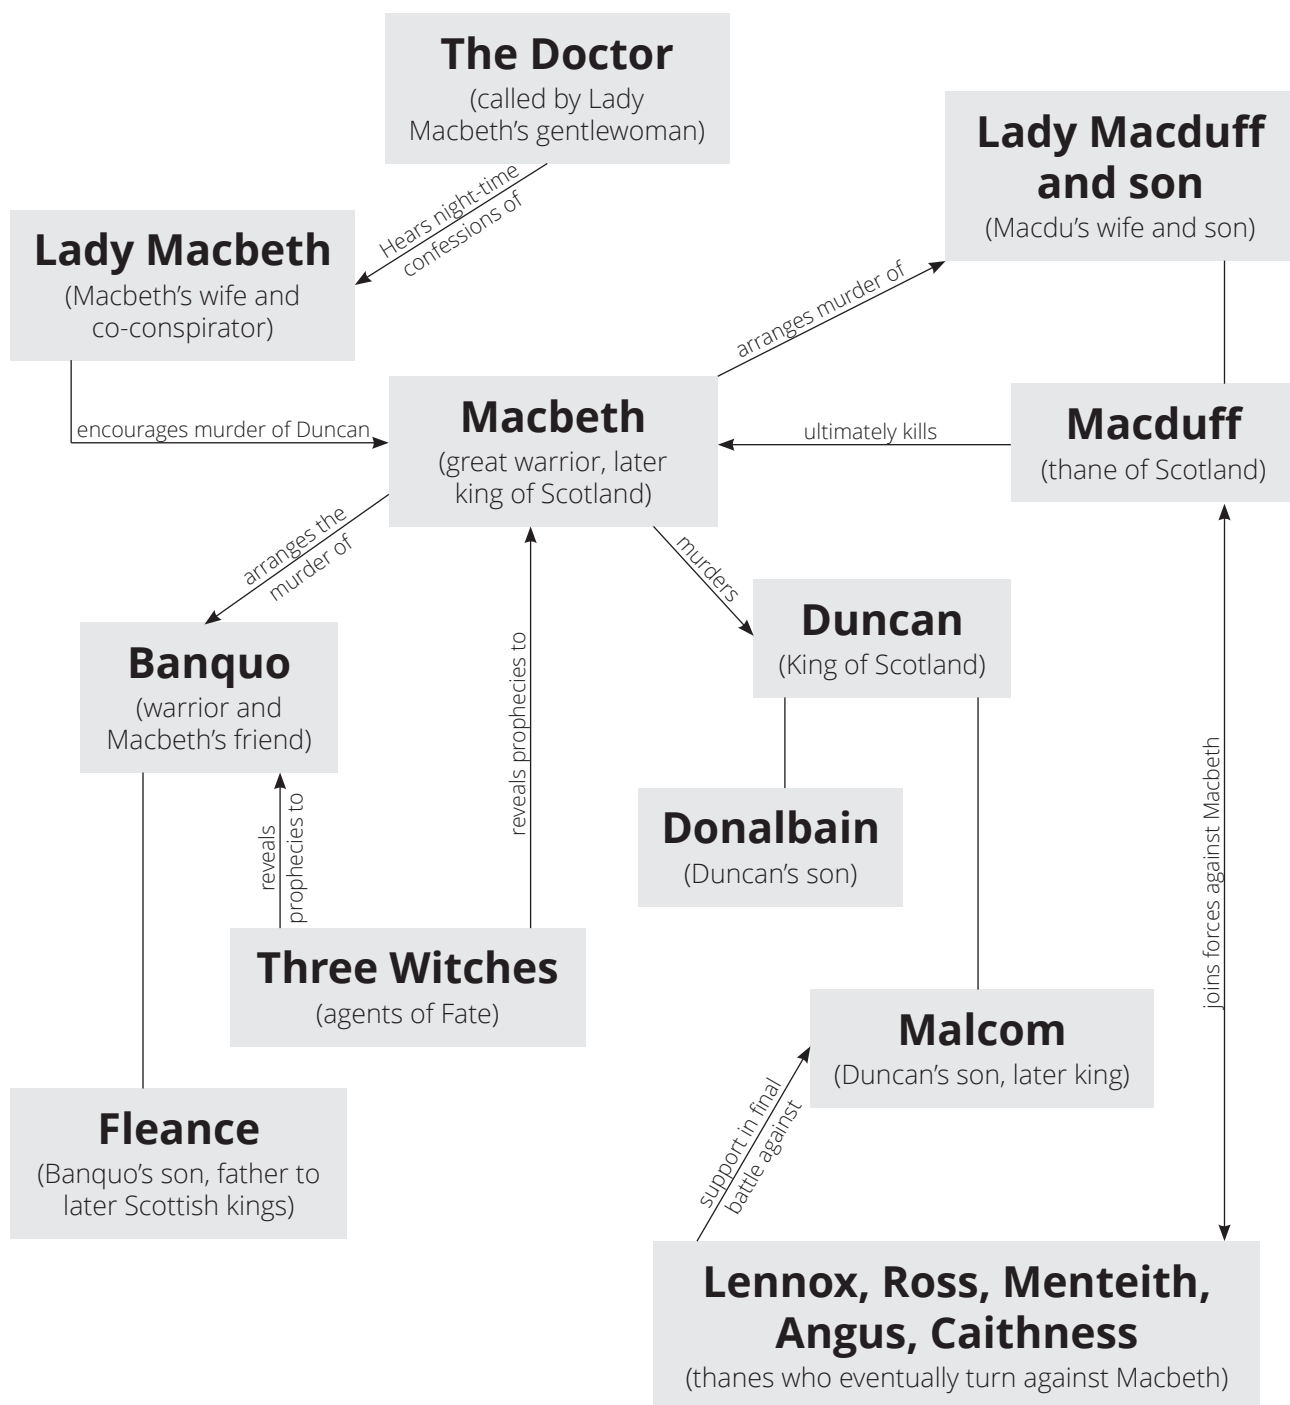 The Doctor
(called by Lady
Macbeth’s gentlewoman)
Lady Macduff
and son
(Macdu’s wife and son)
Hears night-time
confessions of
Lady Macbeth
(Macbeth’s wife and
co-conspirator)
arranges murder of
encourages murder of Duncan
Macbeth
(great warrior, later
king of Scotland)
ultimately kills
Macduff
(thane of Scotland)
arranges the
murder of
murders
Banquo
(warrior and
Macbeth’s friend)
reveals prophecies to
Duncan
(King of Scotland)
reveals
prophecies to
Donalbain
(Duncan’s son)
joins forces against Macbeth
Three Witches
(agents of Fate)
Malcom
(Duncan’s son, later king)
Fleance
(Banquo’s son, father to
later Scottish kings)
support in final
battle against
Lennox, Ross, Menteith,
Angus, Caithness
(thanes who eventually turn against Macbeth)